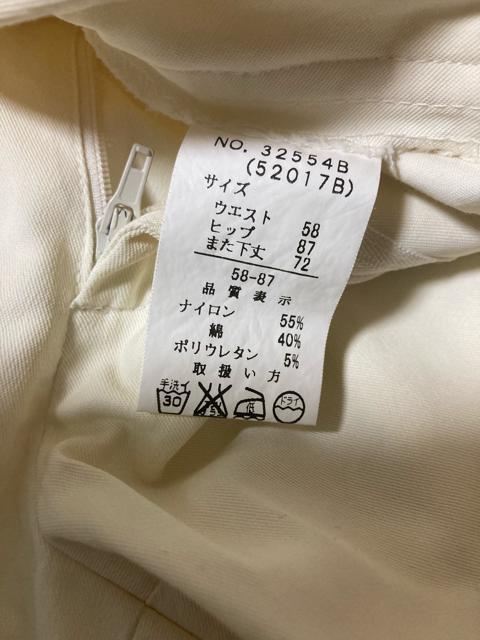 NO. 32554B
(52017B)
サイズ
ウエスト 58
ヒップ 87
また下丈 72
58-87
品質表示
ナイロン 55%
綿 40%
ポリウレタン 5%
取扱い方
手洗イ 30 低 ドライ